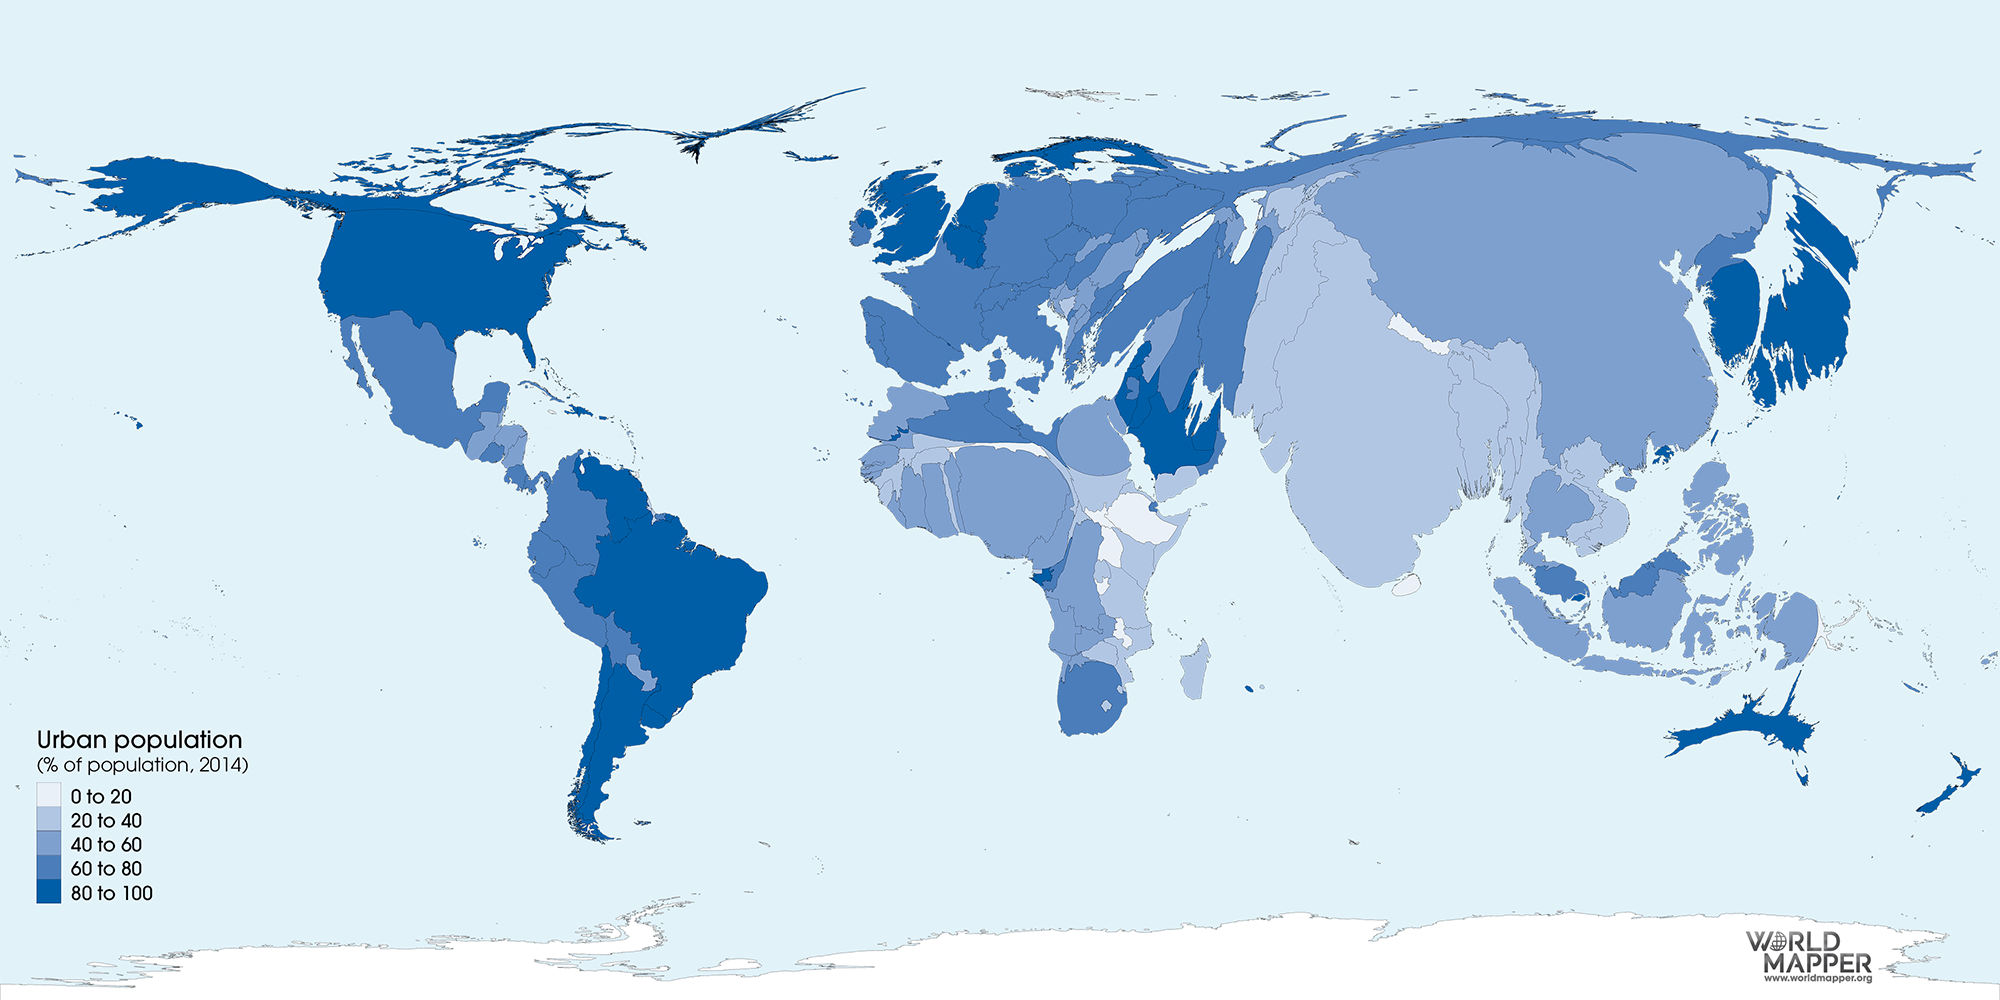 Urban population
(% of population, 2014)
0 to 20
20 to 40
40 to 60
60 to 80
80 to 100
WORLD
MAPPER
www.worldmapper.org